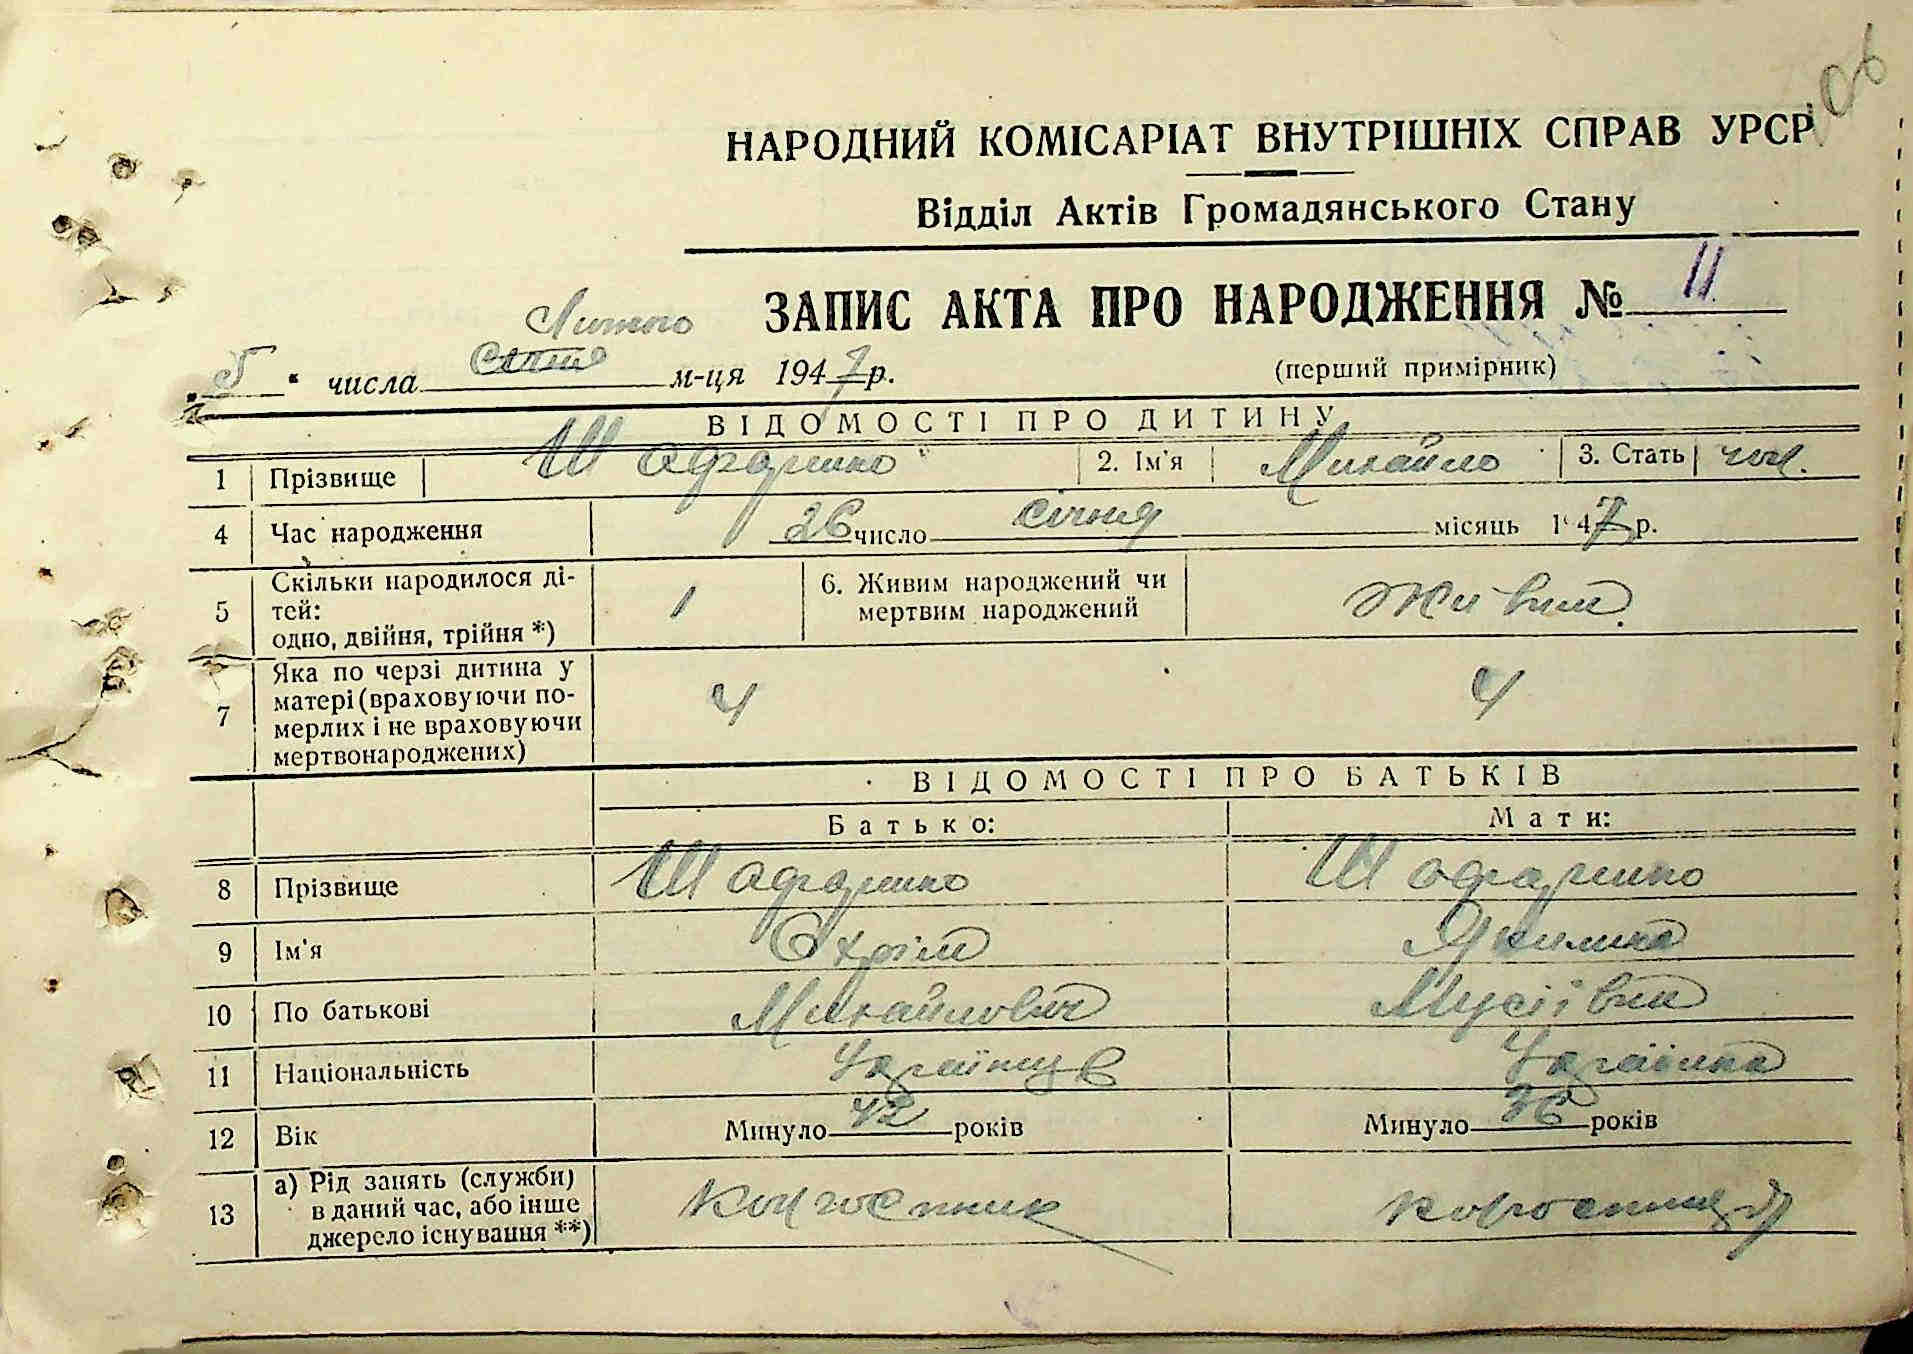 НАРОДНИЙ КОМІСАРІАТ ВНУТРІШНІХ СПРАВ УРСР
Відділ Актів Громадянського Стану
ЗАПИС АКТА ПРО НАРОДЖЕННЯ № 11
Лютого
„5“ числа Січня м-ця 1947 р. (перший примірник)
ВІДОМОСТІ ПРО ДИТИНУ
1 Прізвище 2. Ім'я Михайло 3. Стать чол.
4 Час народження 26 число січня місяць 1947 р.
5 Скільки народилося дітей: одно, двійня, трійня *) 1 6. Живим народжений чи мертвим народжений Живим
7 Яка по черзі дитина у матері (враховуючи померлих і не враховуючи мертвонароджених) 4 4
ВІДОМОСТІ ПРО БАТЬКІВ
Батько: Мати:
8 Прізвище
9 Ім'я Охрім Якилина
10 По батькові Михайлович Мусіївна
11 Національність Українець Українка
12 Вік Минуло 42 років Минуло 36 років
13 а) Рід занять (служби) в даний час, або інше джерело існування **) Колгоспник колгоспниця